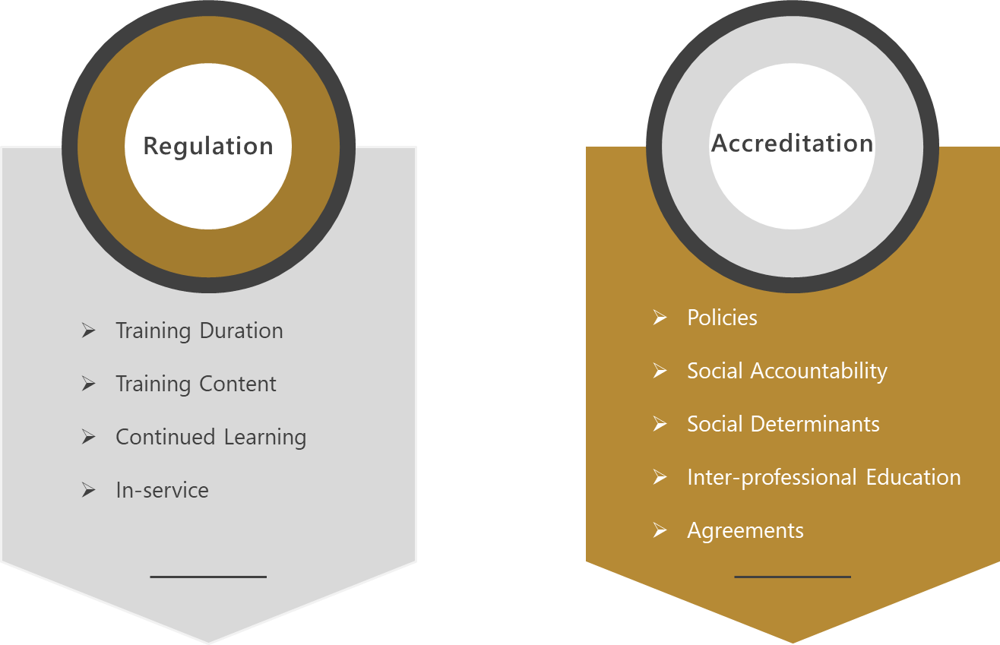 Regulation
Training Duration
Training Content
Continued Learning
In-service
Accreditation
Policies
Social Accountability
Social Determinants
Inter-professional Education
Agreements